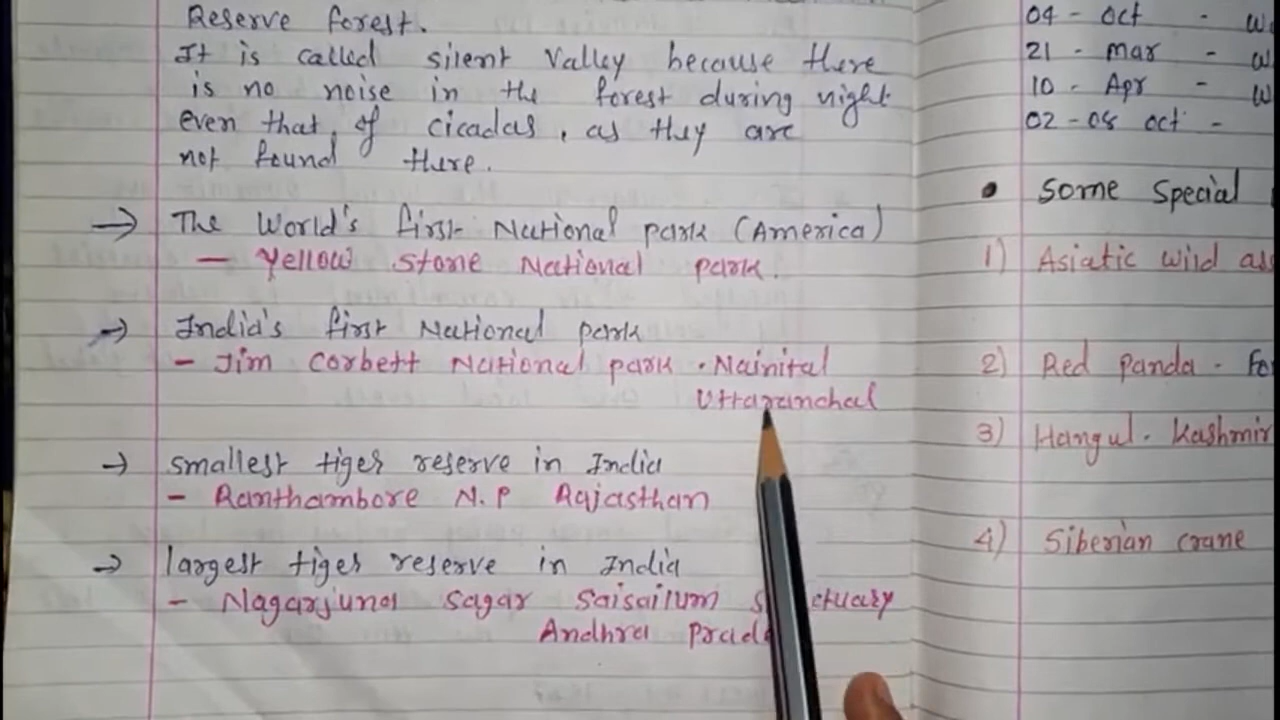 Reserve forest.
It is called silent valley because there
is no noise in the forest during night
even that of cicadas, as they are
not found there.
→ The World's first National park (America)
- Yellow stone National park.
→ India's first National park
- Jim Corbett National park. Nainital
Uttaranchal
→ smallest tiger reserve in India
- Ranthambore N.P Rajasthan
→ largest tiger reserve in India
- Nagarjuna Sagar Saisailum
Andhra
04 - Oct -
21 - Mar -
10 - Apr -
02-08 Oct -
• Some Special
1) Asiatic wild
2) Red Panda -
3) Hangul. Kashmir
4) Siberian crane